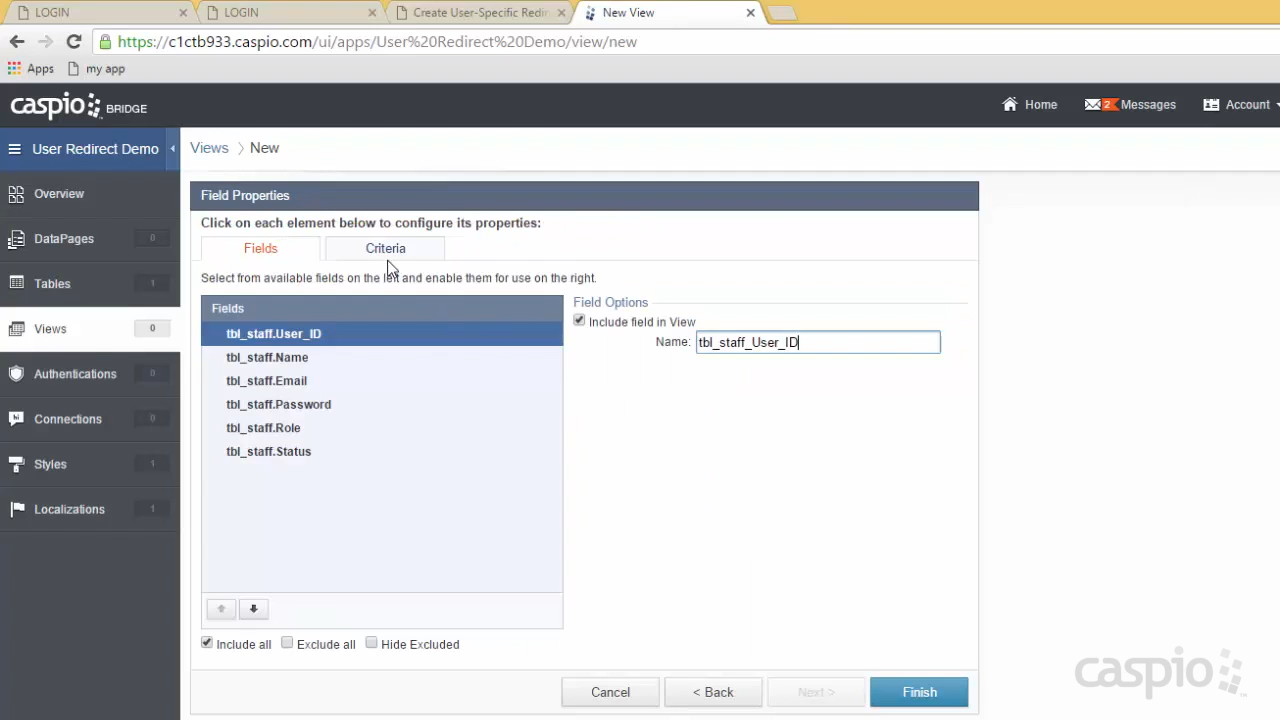 LOGIN
LOGIN
Create User-Specific Redir
New View
https://c1ctb933.caspio.com/ui/apps/User%20Redirect%20Demo/view/new
Apps
my app
caspio BRIDGE
Home
2
Messages
Account
User Redirect Demo
Views
New
Overview
DataPages
0
Tables
1
Views
0
Authentications
0
Connections
0
Styles
1
Localizations
1
Field Properties
Click on each element below to configure its properties:
Fields
Criteria
Select from available fields on the left and enable them for use on the right.
Fields
tbl_staff.User_ID
tbl_staff.Name
tbl_staff.Email
tbl_staff.Password
tbl_staff.Role
tbl_staff.Status
Field Options
Include field in View
Name: tbl_staff_User_ID
Include all
Exclude all
Hide Excluded
Cancel
< Back
Next >
Finish
caspio